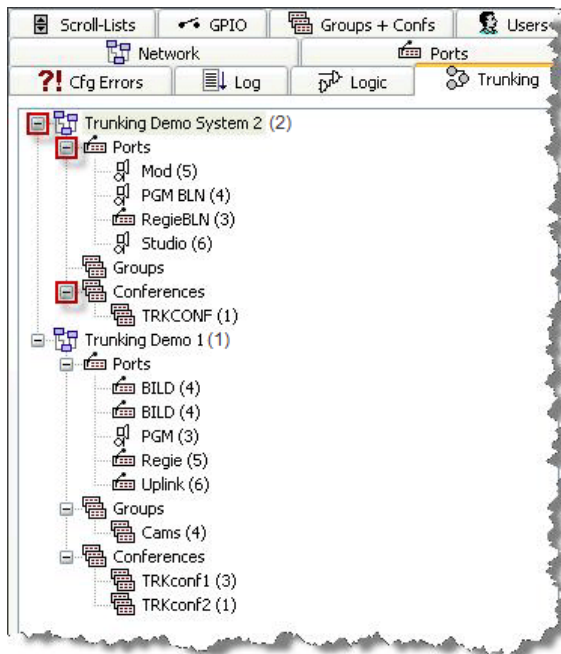 Scroll-Lists GPIO Groups + Confs Users
Network Ports
?! Cfg Errors Log Logic Trunking
Trunking Demo System 2 (2)
Ports
Mod (5)
PGM BLN (4)
RegieBLN (3)
Studio (6)
Groups
Conferences
TRKCONF (1)
Trunking Demo 1 (1)
Ports
BILD (4)
BILD (4)
PGM (3)
Regie (5)
Uplink (6)
Groups
Cams (4)
Conferences
TRKconf1 (3)
TRKconf2 (1)